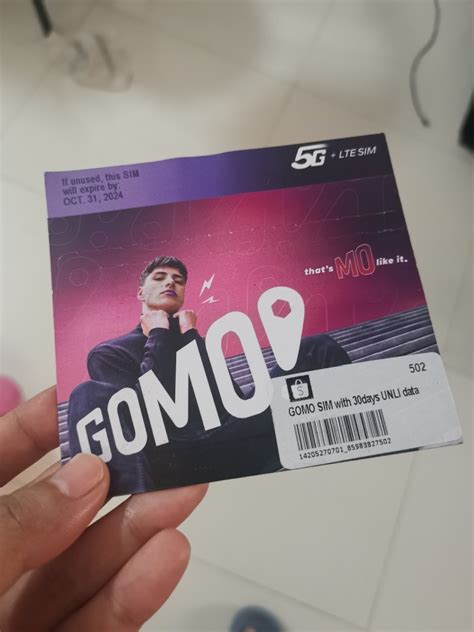 5G + LTE SIM
If unused, this SIM
will expire by:
OCT. 31, 2024
that's MO like it.
GOMO!
502
GOMO SIM with 30days UNLI data
14205270701_85983827502